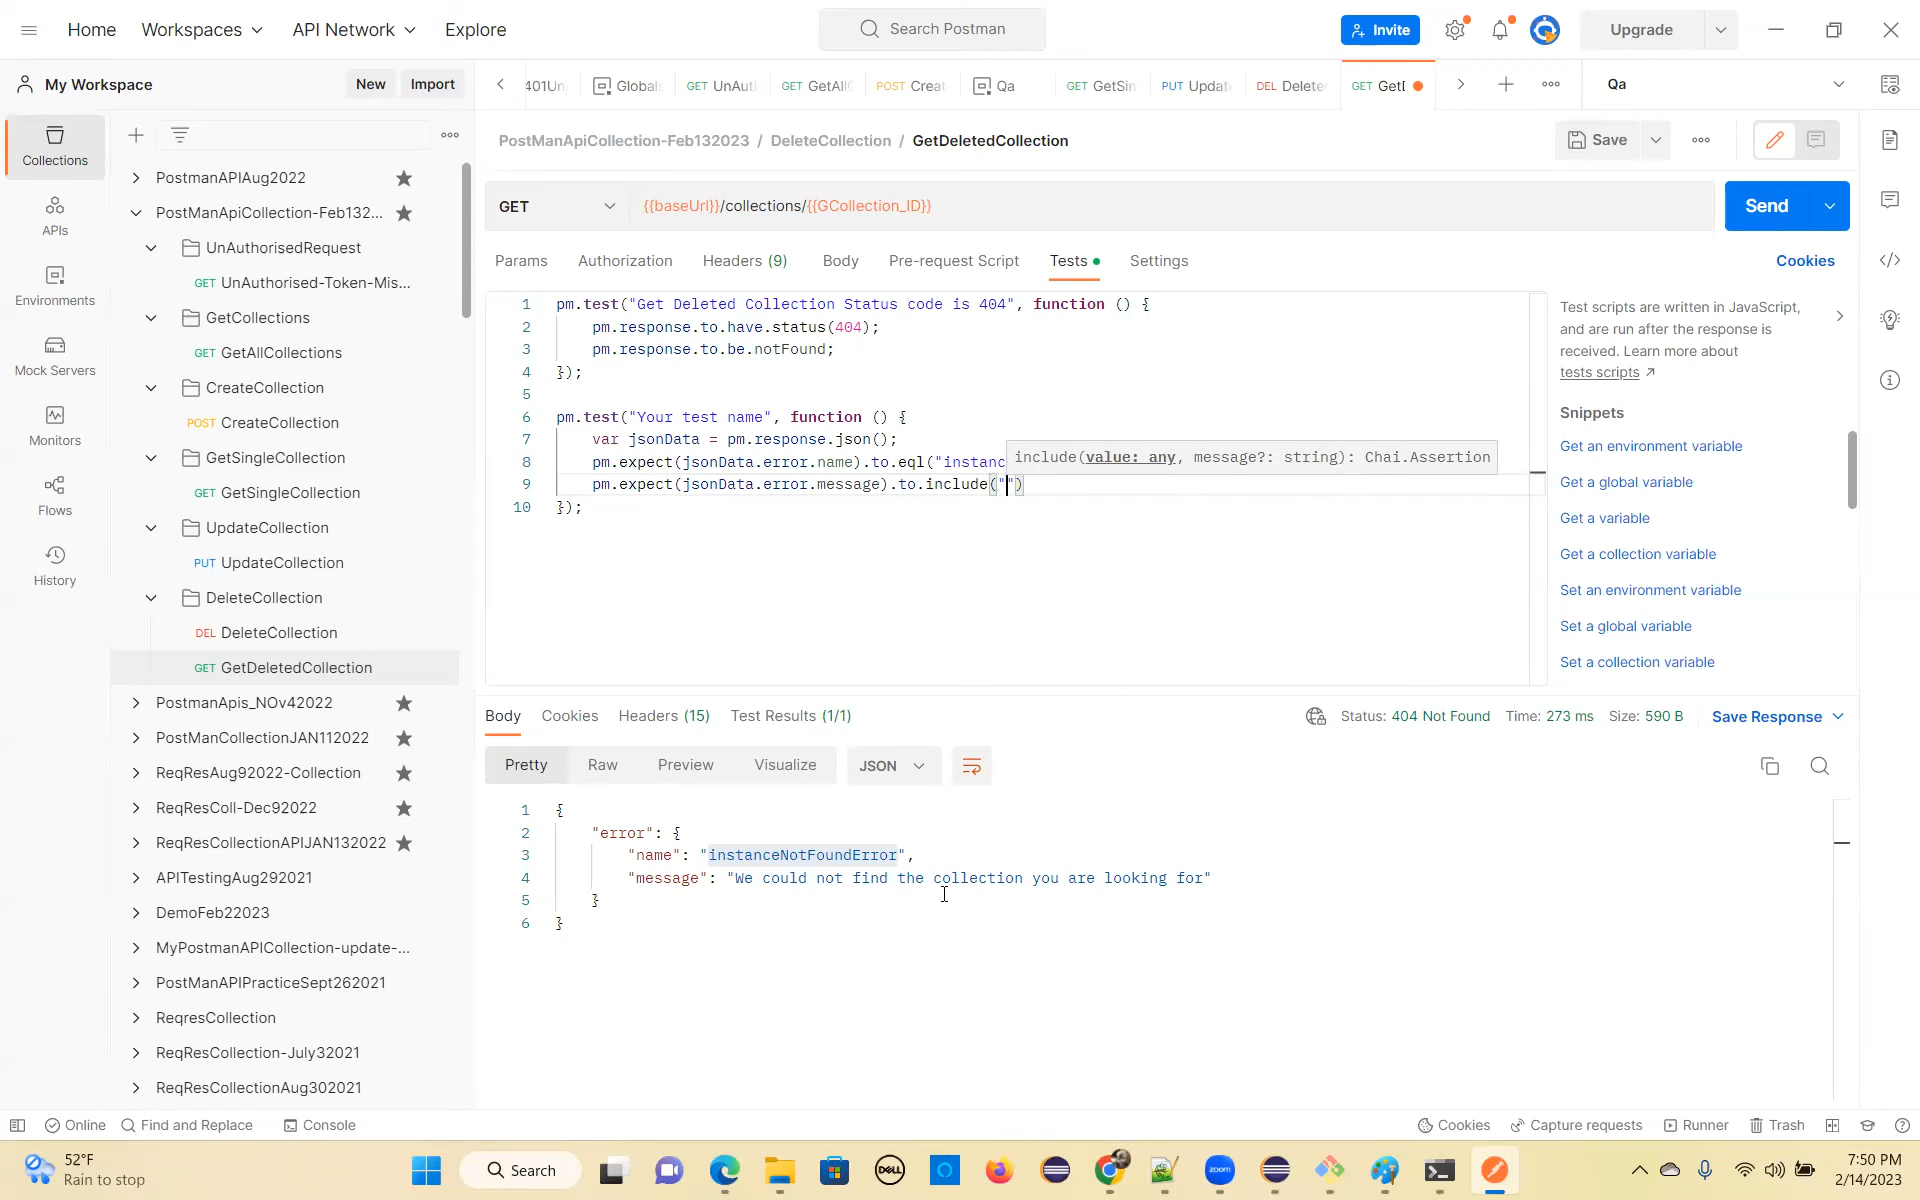 Home
Workspaces
API Network
Explore
Search Postman
Invite
Upgrade
My Workspace
New
Import
401Un
Globals
GET UnAut
GET GetAllC
POST Creat
Qa
GET GetSin
PUT Updat
DEL Delete
GET GetD
Qa
PostManApiCollection-Feb132023 / DeleteCollection / GetDeletedCollection
Save
GET
{{baseUrl}}/collections/{{GCollection_ID}}
Send
Params
Authorization
Headers (9)
Body
Pre-request Script
Tests
Settings
Cookies
1 pm.test("Get Deleted Collection Status code is 404", function () {
2 pm.response.to.have.status(404);
3 pm.response.to.be.notFound;
4 });
5
6 pm.test("Your test name", function () {
7 var jsonData = pm.response.json();
8 pm.expect(jsonData.error.name).to.eql("instanc
include(value: any, message?: string): Chai.Assertion
9 pm.expect(jsonData.error.message).to.include("")
10 });
Test scripts are written in JavaScript,
and are run after the response is
received. Learn more about
tests scripts
Snippets
Get an environment variable
Get a global variable
Get a variable
Get a collection variable
Set an environment variable
Set a global variable
Set a collection variable
Collections
APIs
Environments
Mock Servers
Monitors
Flows
History
PostmanAPIAug2022
PostManApiCollection-Feb132...
UnAuthorisedRequest
GET UnAuthorised-Token-Mis...
GetCollections
GET GetAllCollections
CreateCollection
POST CreateCollection
GetSingleCollection
GET GetSingleCollection
UpdateCollection
PUT UpdateCollection
DeleteCollection
DEL DeleteCollection
GET GetDeletedCollection
PostmanApis_NOv42022
PostManCollectionJAN112022
ReqResAug92022-Collection
ReqResColl-Dec92022
ReqResCollectionAPIJAN132022
APITestingAug292021
DemoFeb22023
MyPostmanAPICollection-update-...
PostManAPIPracticeSept262021
ReqresCollection
ReqResCollection-July32021
ReqResCollectionAug302021
Body
Cookies
Headers (15)
Test Results (1/1)
Status: 404 Not Found
Time: 273 ms
Size: 590 B
Save Response
Pretty
Raw
Preview
Visualize
JSON
1 {
2 "error": {
3 "name": "instanceNotFoundError",
4 "message": "We could not find the collection you are looking for"
5 }
6 }
Online
Find and Replace
Console
Cookies
Capture requests
Runner
Trash
52°F
Rain to stop
Search
DELL
zoom
7:50 PM
2/14/2023